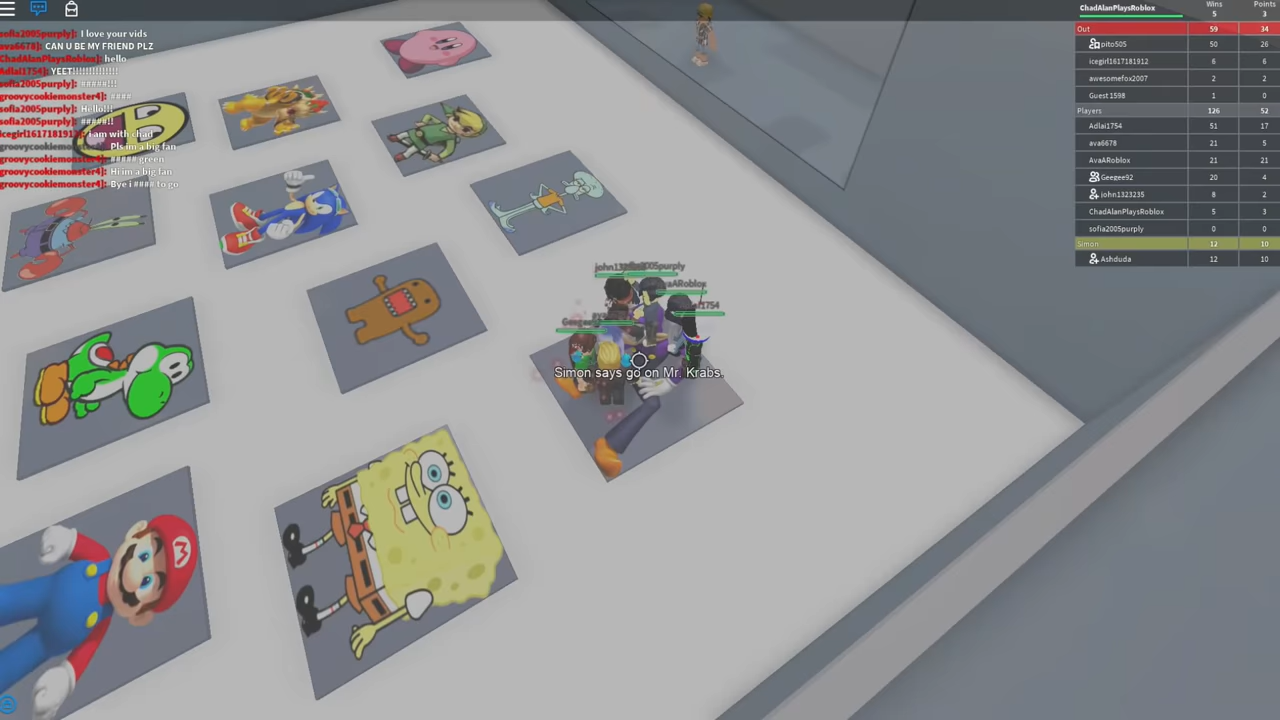 sofia2005purply]: I love your vids
ava6678]: CAN U BE MY FRIEND PLZ
ChadAlanPlaysRoblox]: hello
Adlai1754]: YEET!!!!!!!!!!!!!!!
sofia2005purply]: #####!!!
groovycookiemonster4]: ####
sofia2005purply]: Hello!!!
sofia2005purply]: #####!!
icegirl1617181912]: i am with chad
groovycookiemonster4]: Pls im a big fan
groovycookiemonster4]: ##### green
groovycookiemonster4]: Hi im a big fan
groovycookiemonster4]: Bye i #### to go
B
M
Simon says go on Mr. Krabs.
ChadAlanPlaysRoblox Wins Points
5 3
Out 59 34
pito505 50 26
icegirl1617181912 6 6
awesomefox2007 2 2
Guest 1598 1 0
Players 126 52
Adlai1754 51 17
ava6678 21 5
AvaARoblox 21 21
Geegee92 20 4
john1323235 8 2
ChadAlanPlaysRoblox 5 3
sofia2005purply 0 0
Simon 12 10
Ashduda 12 10